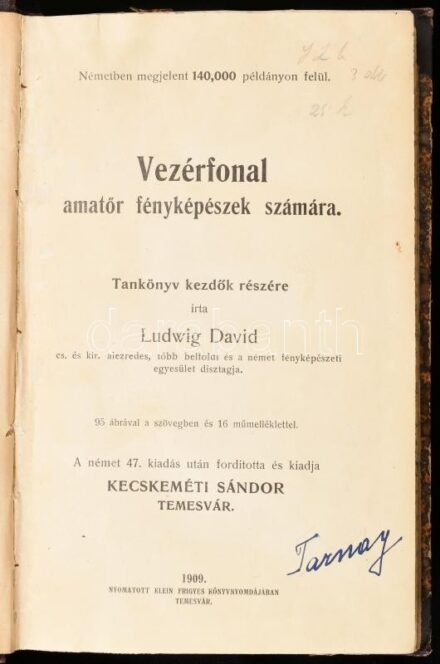 Németben megjelent 140,000 példányon felül.
25 k
Vezérfonal
amatőr fényképészek számára.
Tankönyv kezdők részére
irta
Ludwig David
cs. és kir. alezredes, több belföldi és a német fényképészeti
egyesület disztagja.
95 ábrával a szövegben és 16 műmelléklettel.
A német 47. kiadás után forditotta és kiadja
KECSKEMÉTI SÁNDOR
TEMESVÁR.
Tarnay
1909.
NYOMATOTT KLEIN FRIGYES KÖNYVNYOMDÁJÁBAN
TEMESVÁR.